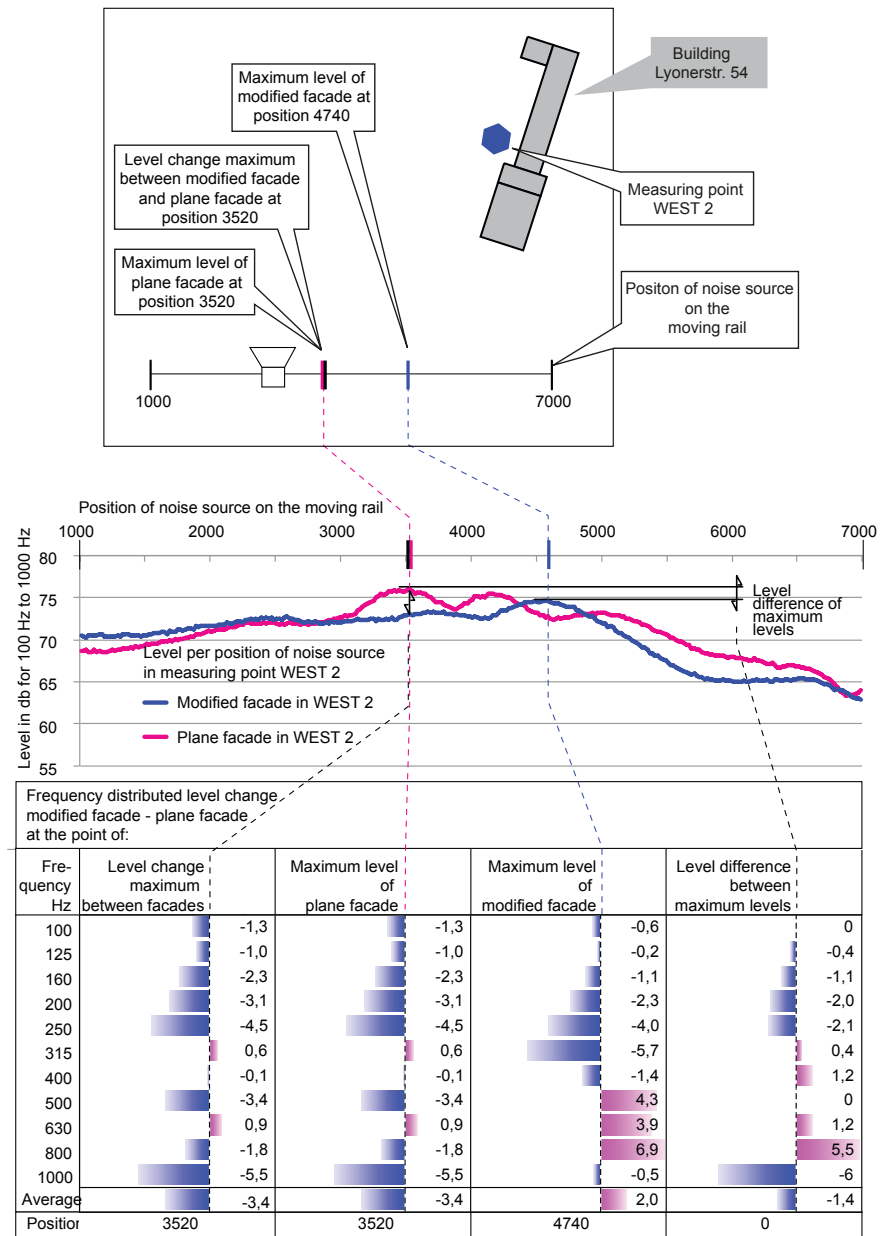 Building
Lyonerstr. 54
Maximum level of
modified facade at
position 4740
Level change maximum
between modified facade
and plane facade at
position 3520
Measuring point
WEST 2
Maximum level of
plane facade at
position 3520
Positon of noise source
on the
moving rail
1000
7000
Position of noise source on the moving rail
1000 2000 3000 4000 5000 6000 7000
Level in db for 100 Hz to 1000 Hz
80
75
70
65
60
55
Level
difference of
maximum
levels
Level per position of noise source
in measuring point WEST 2
Modified facade in WEST 2
Plane facade in WEST 2
Frequency distributed level change
modified facade - plane facade
at the point of:
Fre-
quency
Hz
Level change
maximum
between facades
Maximum level
of
plane facade
Maximum level
of
modified facade
Level difference
between
maximum levels
100 -1,3 -1,3 -0,6 0
125 -1,0 -1,0 -0,2 -0,4
160 -2,3 -2,3 -1,1 -1,1
200 -3,1 -3,1 -2,3 -2,0
250 -4,5 -4,5 -4,0 -2,1
315 0,6 0,6 -5,7 0,4
400 -0,1 -0,1 -1,4 1,2
500 -3,4 -3,4 4,3 0
630 0,9 0,9 3,9 1,2
800 -1,8 -1,8 6,9 5,5
1000 -5,5 -5,5 -0,5 -6
Average -3,4 -3,4 2,0 -1,4
Position 3520 3520 4740 0